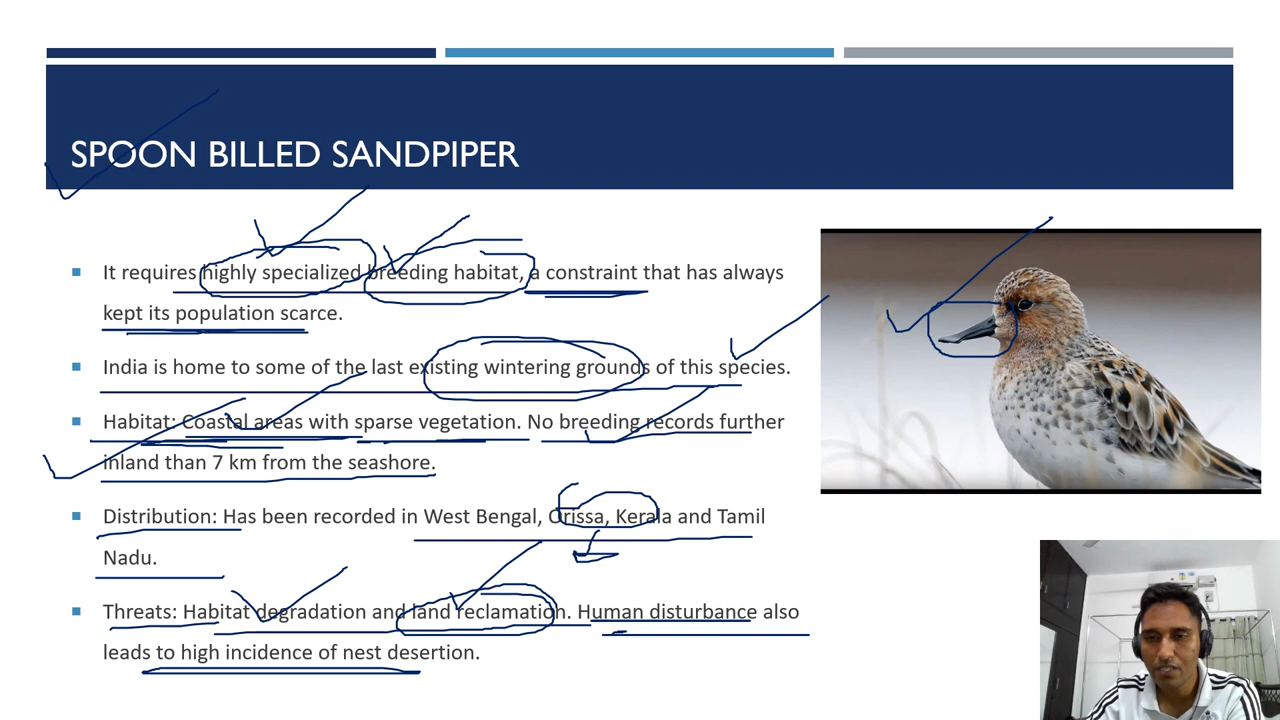 SPOON BILLED SANDPIPER
It requires highly specialized breeding habitat, a constraint that has always
kept its population scarce.
India is home to some of the last existing wintering grounds of this species.
Habitat: Coastal areas with sparse vegetation. No breeding records further
inland than 7 km from the seashore.
Distribution: Has been recorded in West Bengal, Orissa, Kerala and Tamil
Nadu.
Threats: Habitat degradation and land reclamation. Human disturbance also
leads to high incidence of nest desertion.